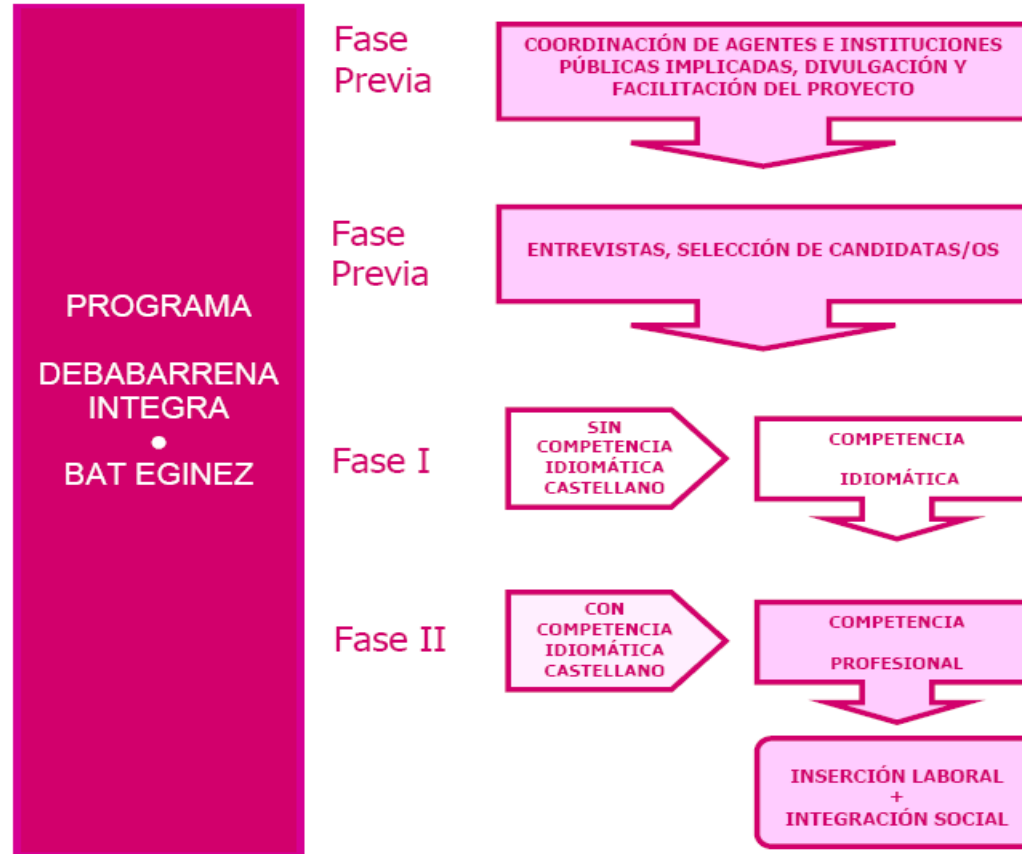 PROGRAMA
DEBABARRENA
INTEGRA
•
BAT EGINEZ
Fase
Previa
COORDINACIÓN DE AGENTES E INSTITUCIONES
PÚBLICAS IMPLICADAS, DIVULGACIÓN Y
FACILITACIÓN DEL PROYECTO
Fase
Previa
ENTREVISTAS, SELECCIÓN DE CANDIDATAS/OS
Fase I
SIN
COMPETENCIA
IDIOMÁTICA
CASTELLANO
COMPETENCIA
IDIOMÁTICA
Fase II
CON
COMPETENCIA
IDIOMÁTICA
CASTELLANO
COMPETENCIA
PROFESIONAL
INSERCIÓN LABORAL
+
INTEGRACIÓN SOCIAL